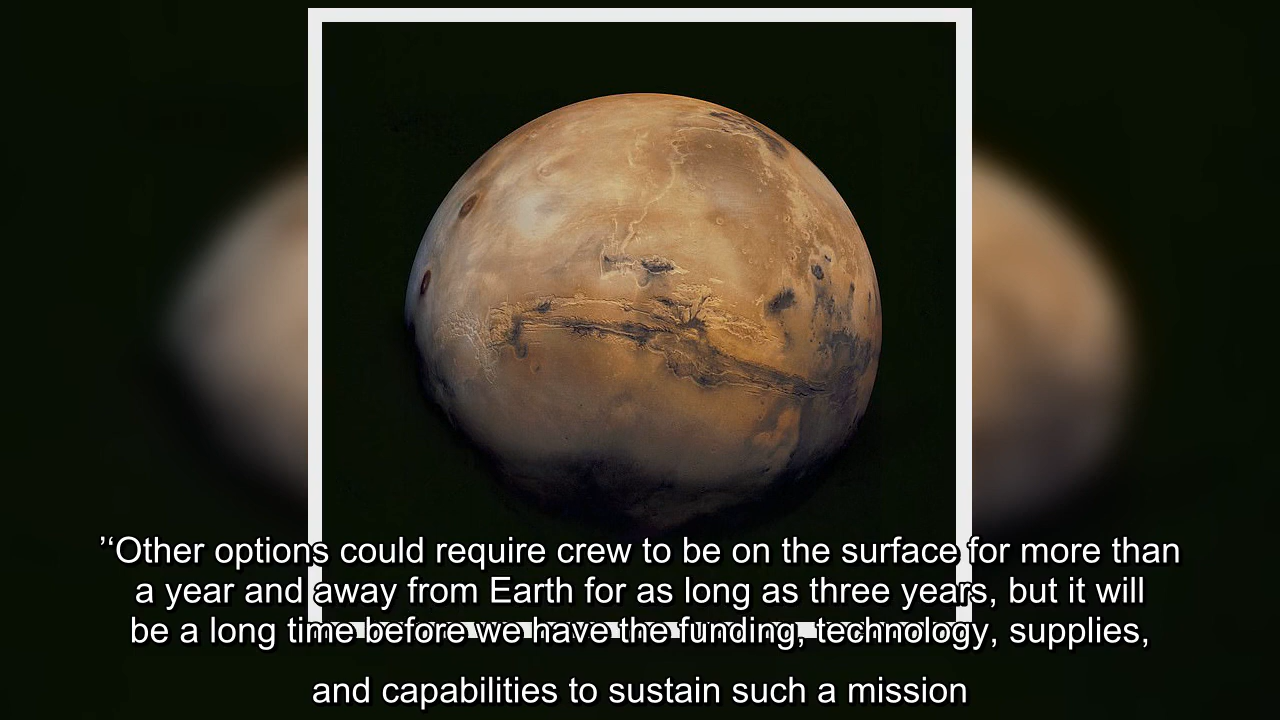 ’‘Other options could require crew to be on the surface for more than
a year and away from Earth for as long as three years, but it will
be a long time before we have the funding, technology, supplies,
and capabilities to sustain such a mission